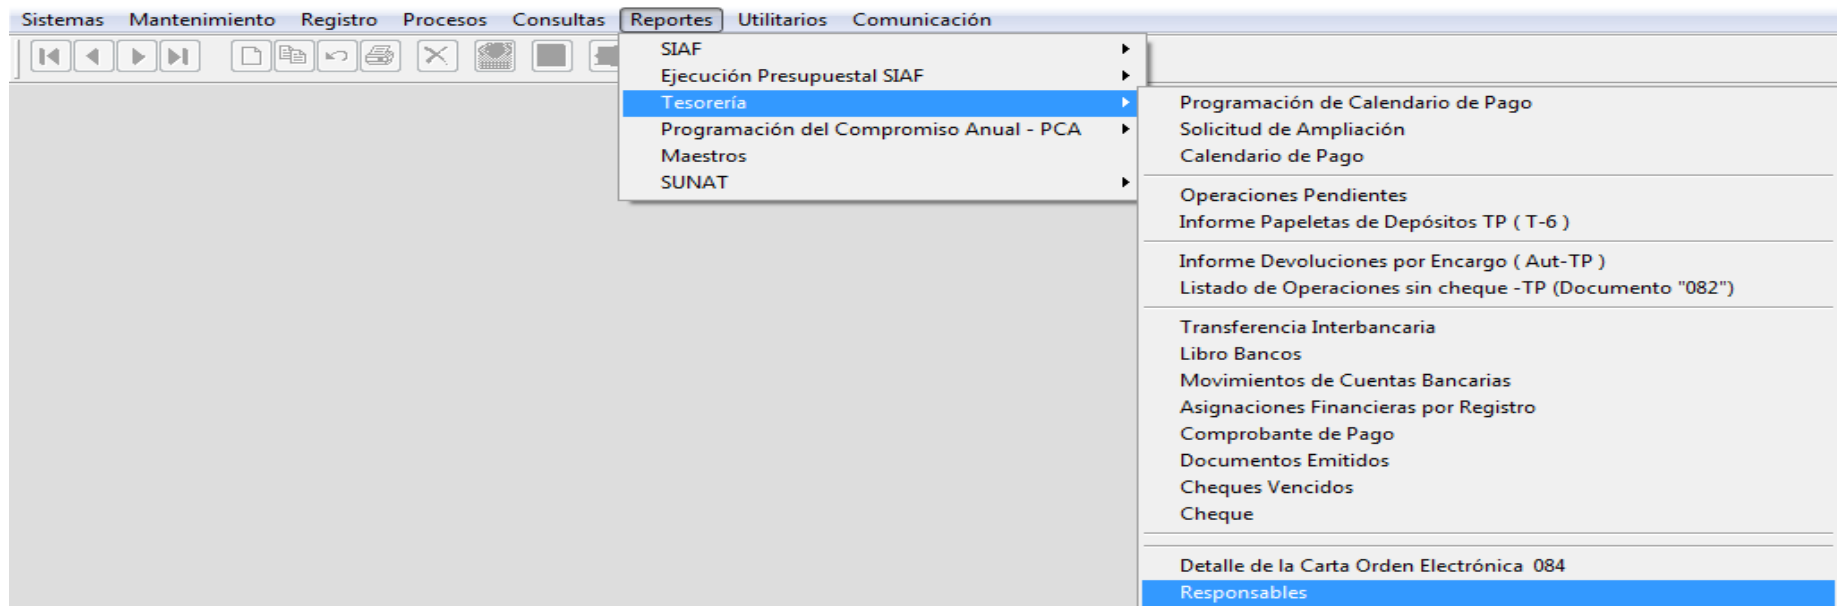 Sistemas Mantenimiento Registro Procesos Consultas Reportes Utilitarios Comunicación
SIAF
Ejecución Presupuestal SIAF
Tesorería
Programación del Compromiso Anual - PCA
Maestros
SUNAT
Programación de Calendario de Pago
Solicitud de Ampliación
Calendario de Pago
Operaciones Pendientes
Informe Papeletas de Depósitos TP ( T-6 )
Informe Devoluciones por Encargo ( Aut-TP )
Listado de Operaciones sin cheque -TP (Documento "082")
Transferencia Interbancaria
Libro Bancos
Movimientos de Cuentas Bancarias
Asignaciones Financieras por Registro
Comprobante de Pago
Documentos Emitidos
Cheques Vencidos
Cheque
Detalle de la Carta Orden Electrónica 084
Responsables